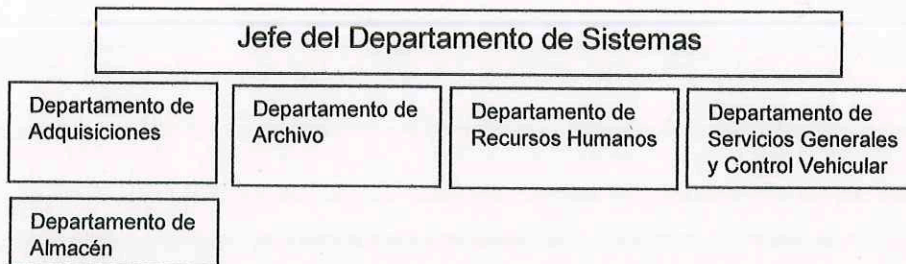 Jefe del Departamento de Sistemas
Departamento de
Adquisiciones
Departamento de
Archivo
Departamento de
Recursos Humanos
Departamento de
Servicios Generales
y Control Vehicular
Departamento de
Almacén